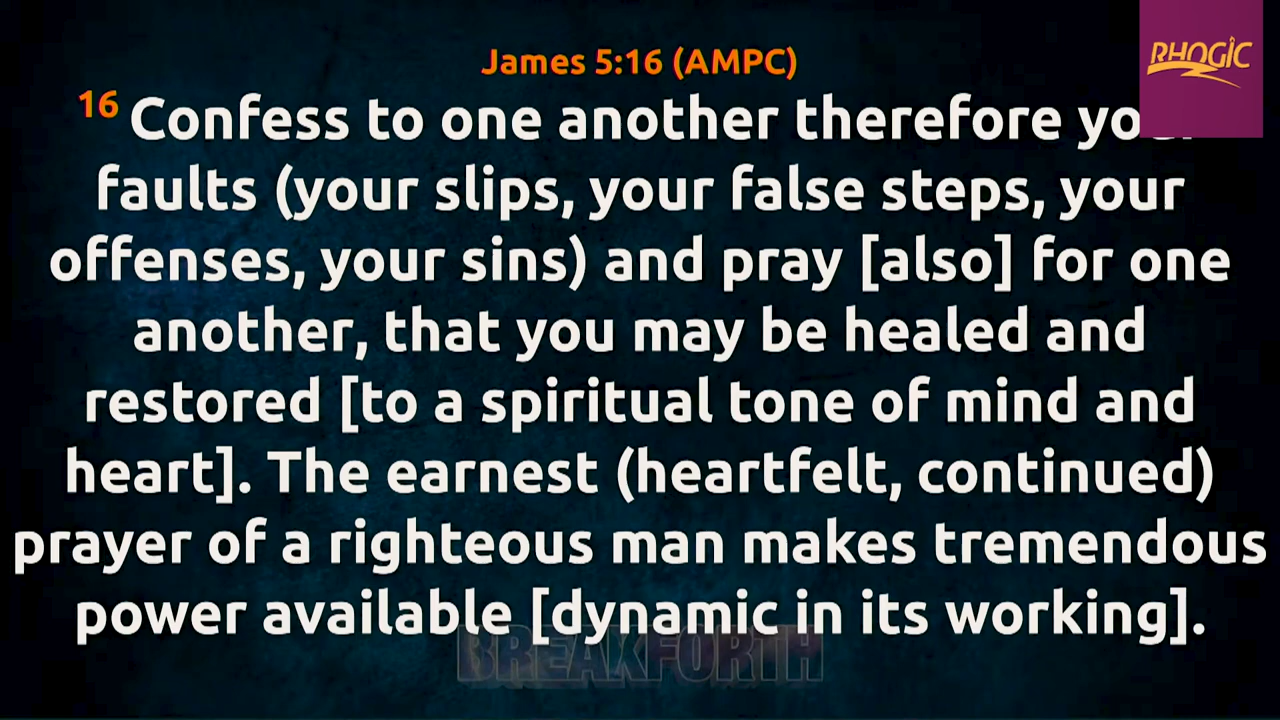 James 5:16 (AMPC)
RHOGIC
16 Confess to one another therefore your
faults (your slips, your false steps, your
offenses, your sins) and pray [also] for one
another, that you may be healed and
restored [to a spiritual tone of mind and
heart]. The earnest (heartfelt, continued)
prayer of a righteous man makes tremendous
power available [dynamic in its working].
BREAKFORTH